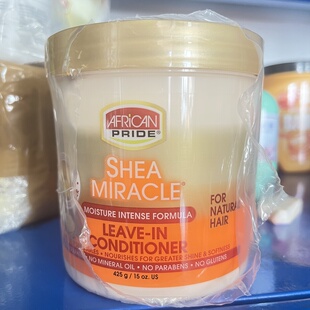 AFRICAN
PRIDE®
SHEA
MIRACLE
MOISTURE INTENSE FORMULA
FOR
NATURAL
HAIR
LEAVE-IN
CONDITIONER
• NOURISHES FOR GREATER SHINE & SOFTNESS
• NO MINERAL OIL • NO PARABENS • NO GLUTENS
425 g / 15 oz. US